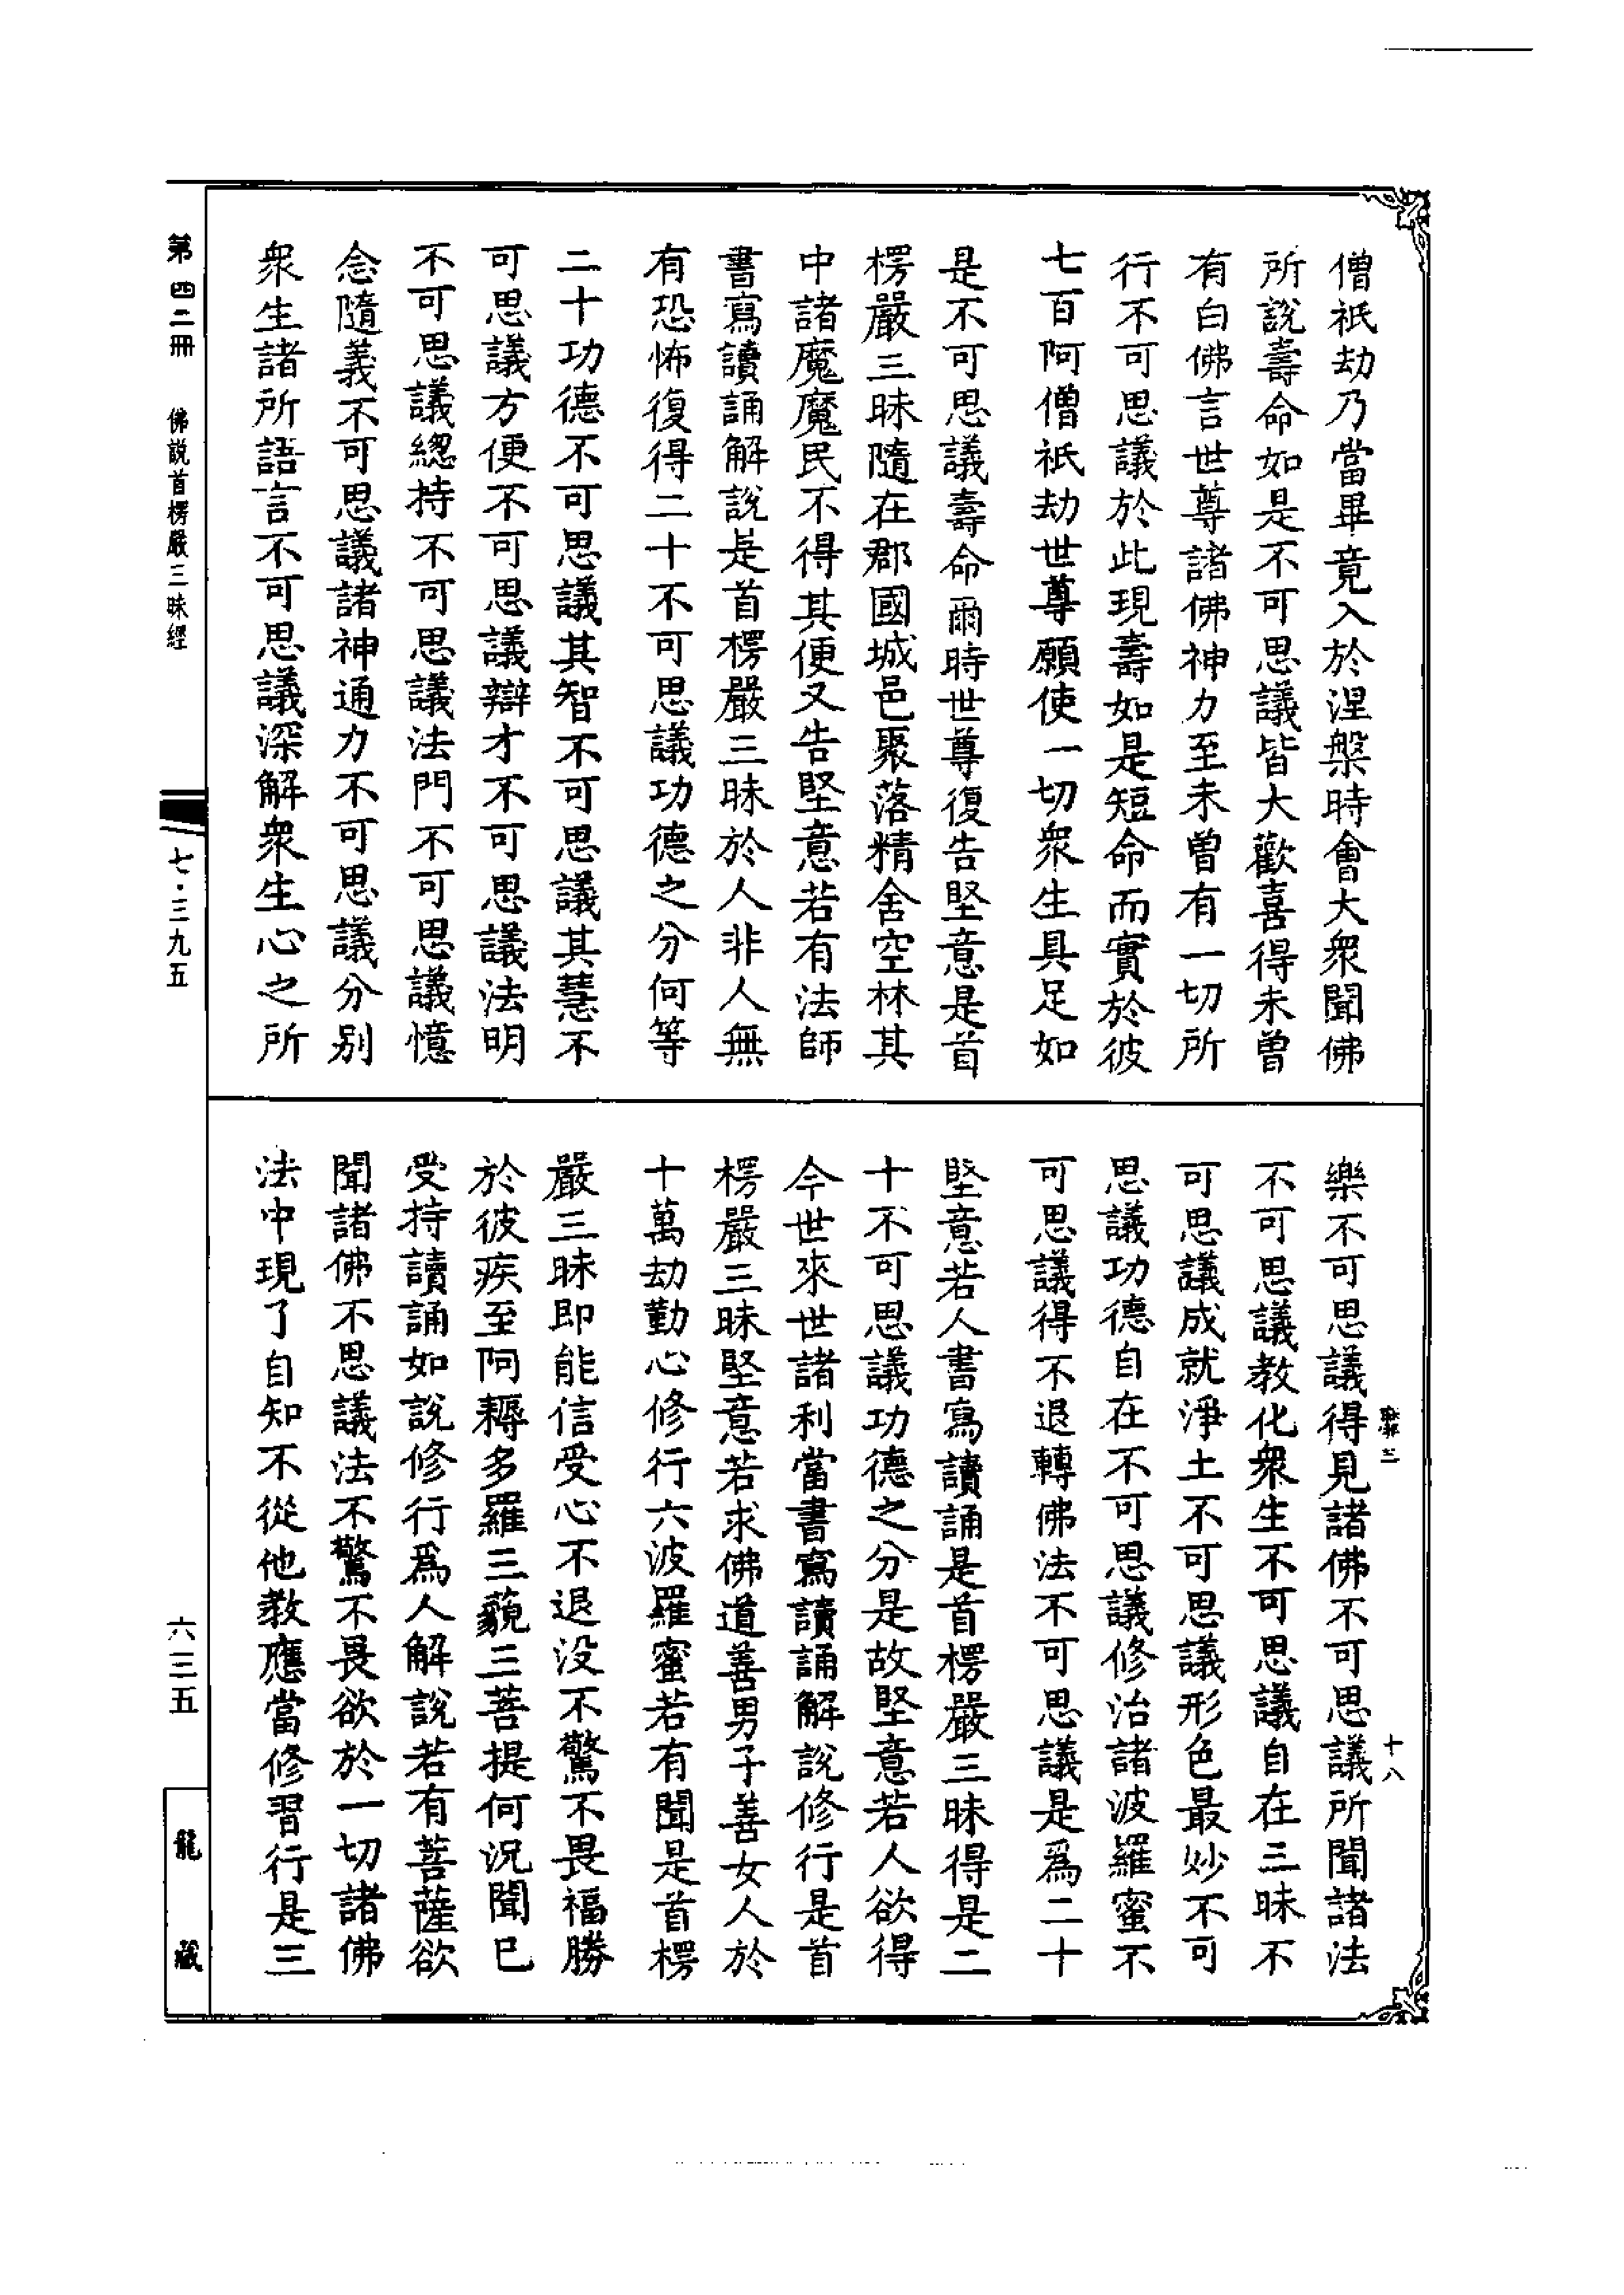 僧祇劫乃當畢竟入於涅槃時會大衆聞佛
所說壽命如是不可思議皆大歡喜得未曾
有白佛言世尊諸佛神力至未曾有一切所
行不可思議於此現壽如是短命而實於彼
七百阿僧祇劫世尊願使一切衆生具足如
是不可思議壽命爾時世尊復告堅意是首
楞嚴三昧隨在郡國城邑聚落精舍空林其
中諸魔魔民不得其便又告堅意若有法師
書寫讀誦解說是首楞嚴三昧於人非人無
有恐怖復得二十不可思議功德之分何等
二十功德不可思議其智不可思議其慧不
可思議方便不可思議辯才不可思議法明
不可思議總持不可思議法門不可思議憶
念隨義不可思議諸神通力不可思議分別
衆生諸所語言不可思議深解衆生心之所
樂不可思議得見諸佛不可思議所聞諸法
不可思議教化衆生不可思議自在三昧不
可思議成就淨土不可思議形色最妙不可
思議功德自在不可思議修治諸波羅蜜不
可思議得不退轉佛法不可思議是爲二十
堅意若人書寫讀誦是首楞嚴三昧得是二
十不可思議功德之分是故堅意若人欲得
今世來世諸利當書寫讀誦解說修行是首
楞嚴三昧堅意若求佛道善男子善女人於
十萬劫勤心修行六波羅蜜若有聞是首楞
嚴三昧即能信受心不退没不驚不畏福勝
於彼疾至阿耨多羅三藐三菩提何況聞已
受持讀誦如說修行爲人解說若有菩薩欲
聞諸佛不思議法不驚不畏欲於一切諸佛
法中現了自知不從他教應當修習行是三
十八
第四二冊 佛説首楞嚴三昧經
七·三九五
六三五
龍藏